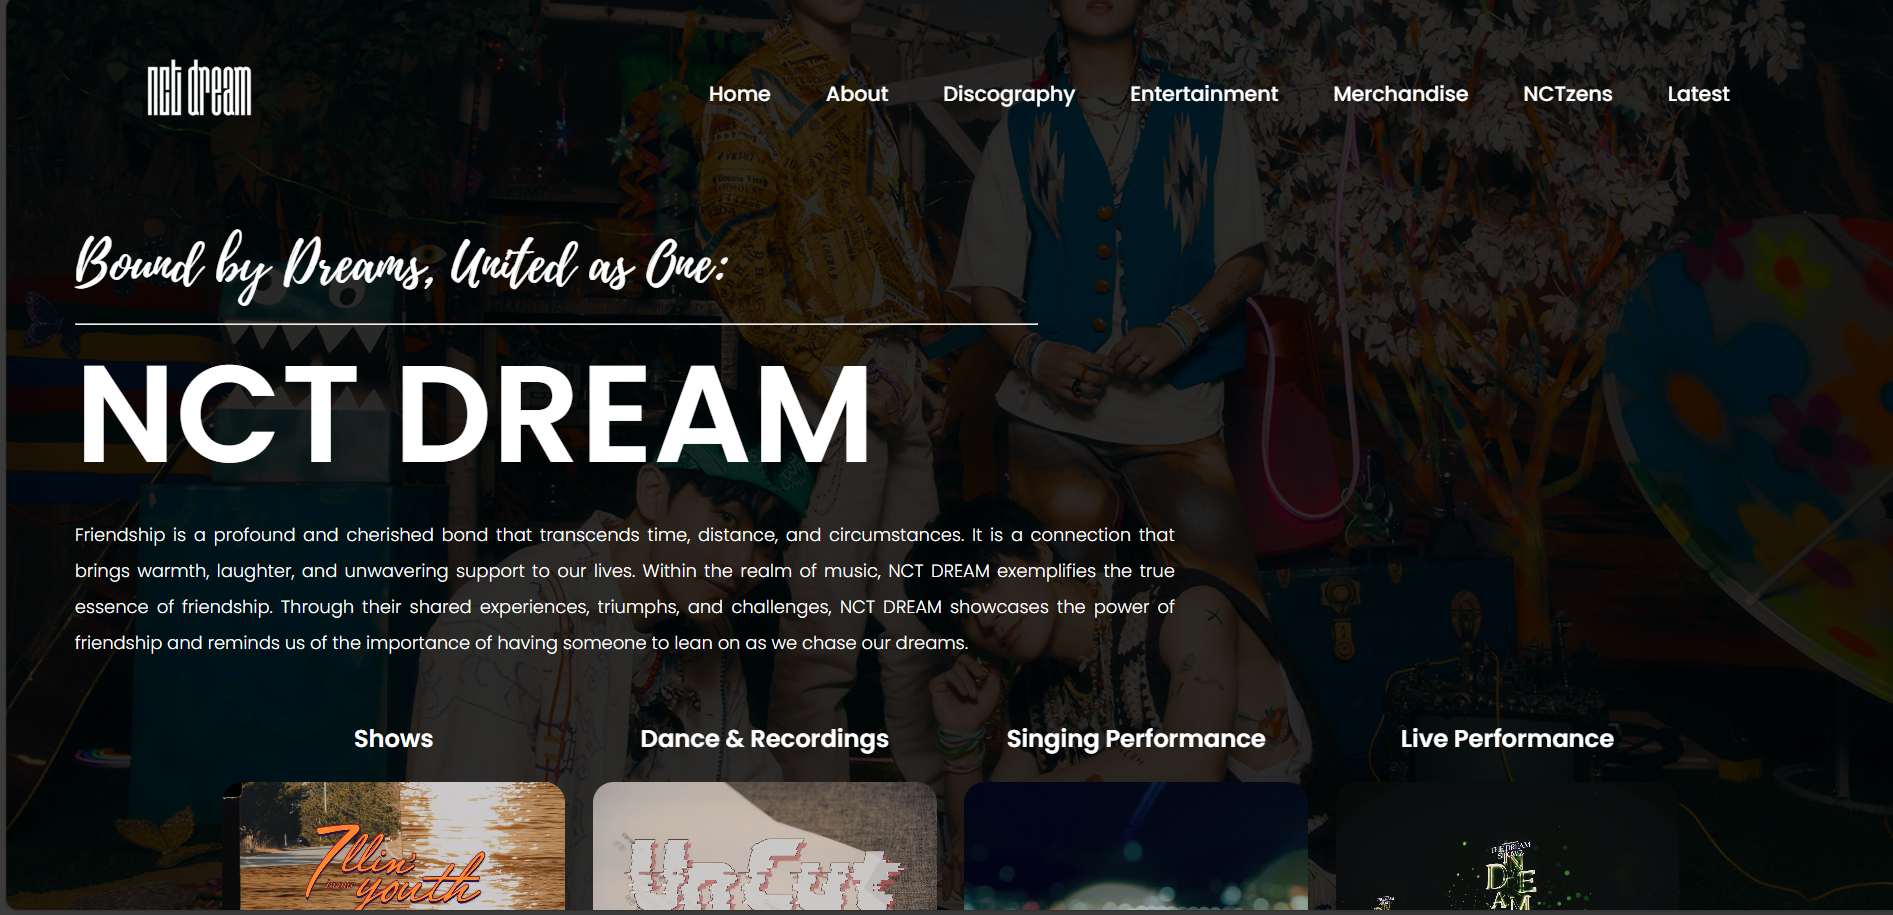 nct dream
Home About Discography Entertainment Merchandise NCTzens Latest
Bound by Dreams, United as One:
NCT DREAM
Friendship is a profound and cherished bond that transcends time, distance, and circumstances. It is a connection that
brings warmth, laughter, and unwavering support to our lives. Within the realm of music, NCT DREAM exemplifies the true
essence of friendship. Through their shared experiences, triumphs, and challenges, NCT DREAM showcases the power of
friendship and reminds us of the importance of having someone to lean on as we chase our dreams.
Shows Dance & Recordings Singing Performance Live Performance
7llin'
youth
UnCut
THE DREAM
SHOW2
N
D E
AM